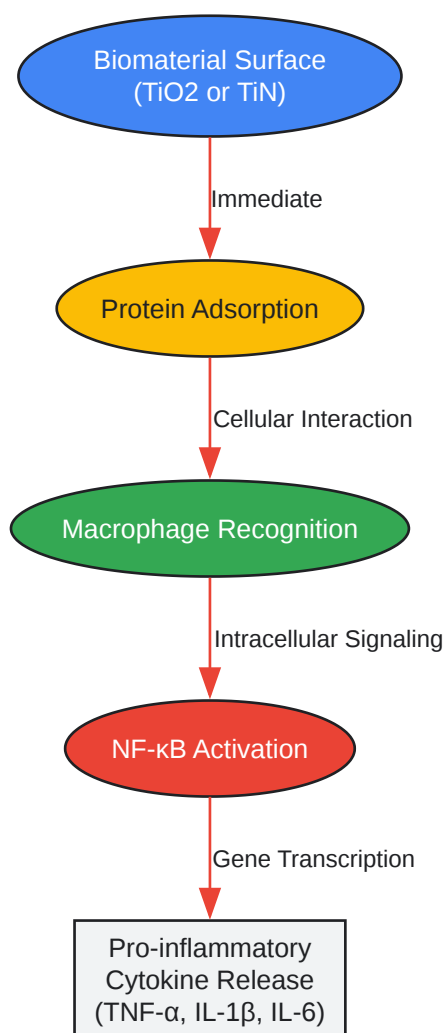 Biomaterial Surface
(TiO2 or TiN)
Immediate
Protein Adsorption
Cellular Interaction
Macrophage Recognition
Intracellular Signaling
NF-κB Activation
Gene Transcription
Pro-inflammatory
Cytokine Release
(TNF-α, IL-1β, IL-6)